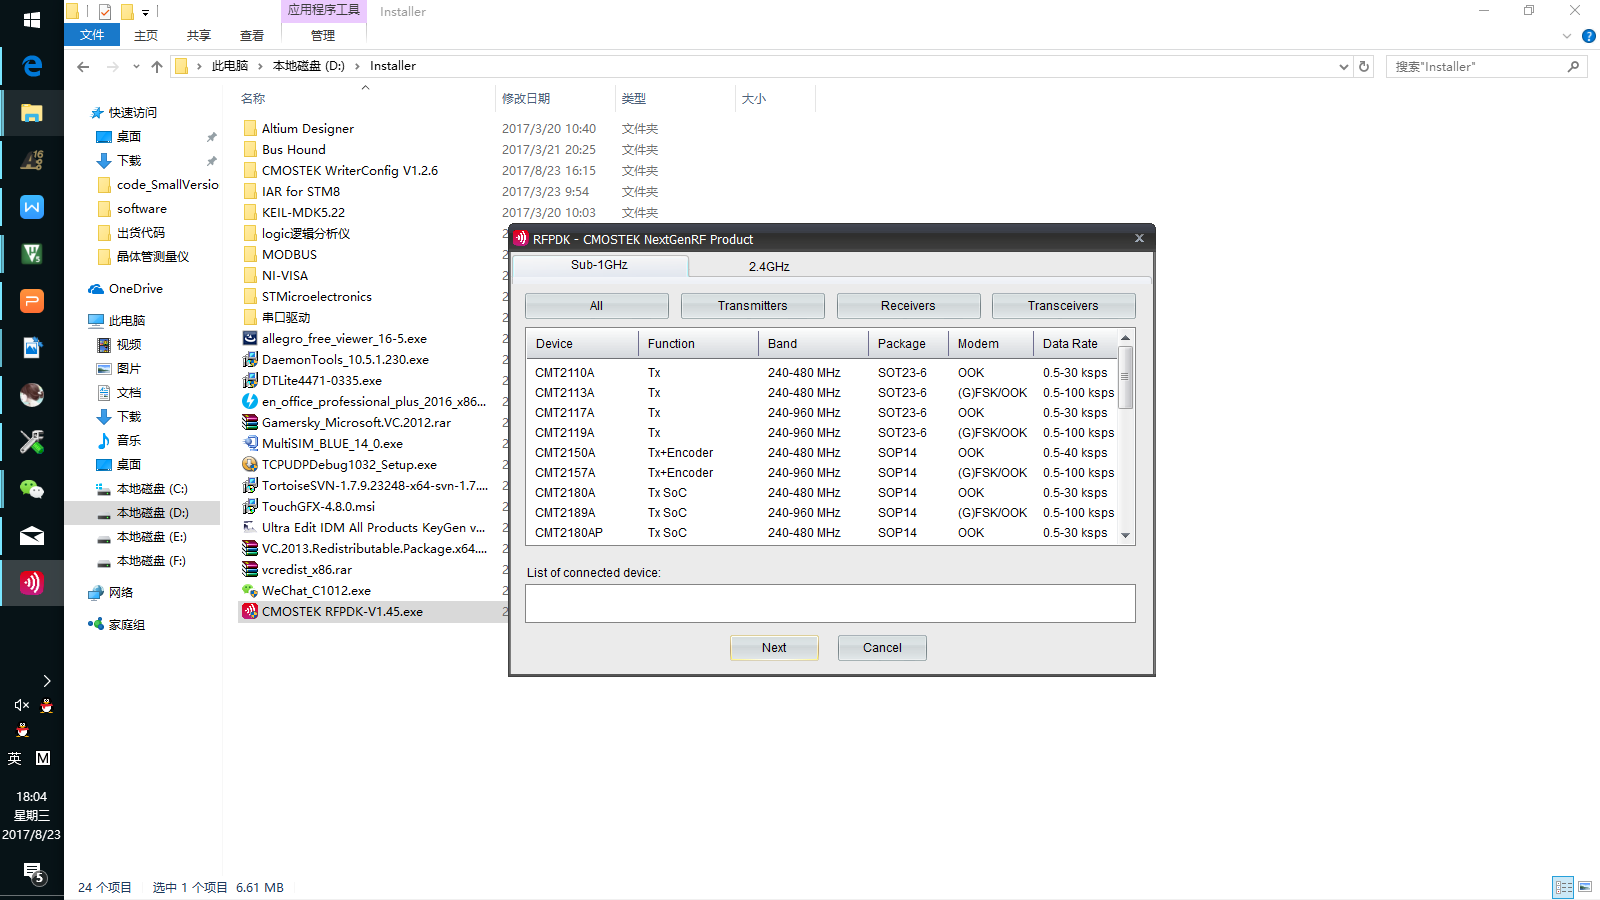 应用程序工具
Installer
文件
主页
共享
查看
管理
此电脑
本地磁盘 (D:)
Installer
搜索"Installer"
名称
修改日期
类型
大小
快速访问
桌面
下载
code_SmallVersio
software
出货代码
晶体管测量仪
OneDrive
此电脑
视频
图片
文档
下载
音乐
桌面
本地磁盘 (C:)
本地磁盘 (D:)
本地磁盘 (E:)
本地磁盘 (F:)
网络
家庭组
Altium Designer 2017/3/20 10:40 文件夹
Bus Hound 2017/3/21 20:25 文件夹
CMOSTEK WriterConfig V1.2.6 2017/8/23 16:15 文件夹
IAR for STM8 2017/3/23 9:54 文件夹
KEIL-MDK5.22 2017/3/20 10:03 文件夹
logic逻辑分析仪
MODBUS
NI-VISA
STMicroelectronics
串口驱动
allegro_free_viewer_16-5.exe
DaemonTools_10.5.1.230.exe
DTLite4471-0335.exe
en_office_professional_plus_2016_x86...
Gamersky_Microsoft.VC.2012.rar
MultiSIM_BLUE_14_0.exe
TCPUDPDebug1032_Setup.exe
TortoiseSVN-1.7.9.23248-x64-svn-1.7....
TouchGFX-4.8.0.msi
Ultra Edit IDM All Products KeyGen v...
VC.2013.Redistributable.Package.x64....
vcredist_x86.rar
WeChat_C1012.exe
CMOSTEK RFPDK-V1.45.exe
RFPDK - CMOSTEK NextGenRF Product
Sub-1GHz
2.4GHz
All
Transmitters
Receivers
Transceivers
Device Function Band Package Modem Data Rate
CMT2110A Tx 240-480 MHz SOT23-6 OOK 0.5-30 ksps
CMT2113A Tx 240-480 MHz SOT23-6 (G)FSK/OOK 0.5-100 ksps
CMT2117A Tx 240-960 MHz SOT23-6 OOK 0.5-30 ksps
CMT2119A Tx 240-960 MHz SOT23-6 (G)FSK/OOK 0.5-100 ksps
CMT2150A Tx+Encoder 240-480 MHz SOP14 OOK 0.5-40 ksps
CMT2157A Tx+Encoder 240-960 MHz SOP14 (G)FSK/OOK 0.5-100 ksps
CMT2180A Tx SoC 240-480 MHz SOP14 OOK 0.5-30 ksps
CMT2189A Tx SoC 240-960 MHz SOP14 (G)FSK/OOK 0.5-100 ksps
CMT2180AP Tx SoC 240-480 MHz SOP14 OOK 0.5-30 ksps
List of connected device:
Next
Cancel
英 M
18:04
星期三
2017/8/23
5
24 个项目 选中 1 个项目 6.61 MB